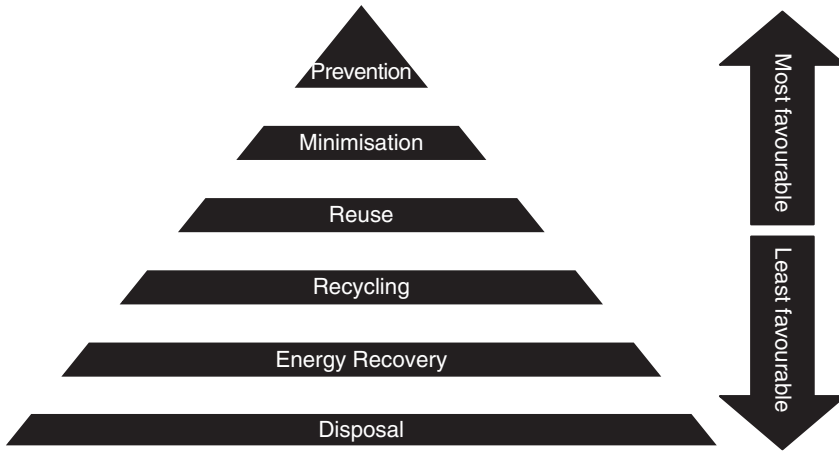 Prevention
Minimisation
Reuse
Recycling
Energy Recovery
Disposal
Most favourable
Least favourable